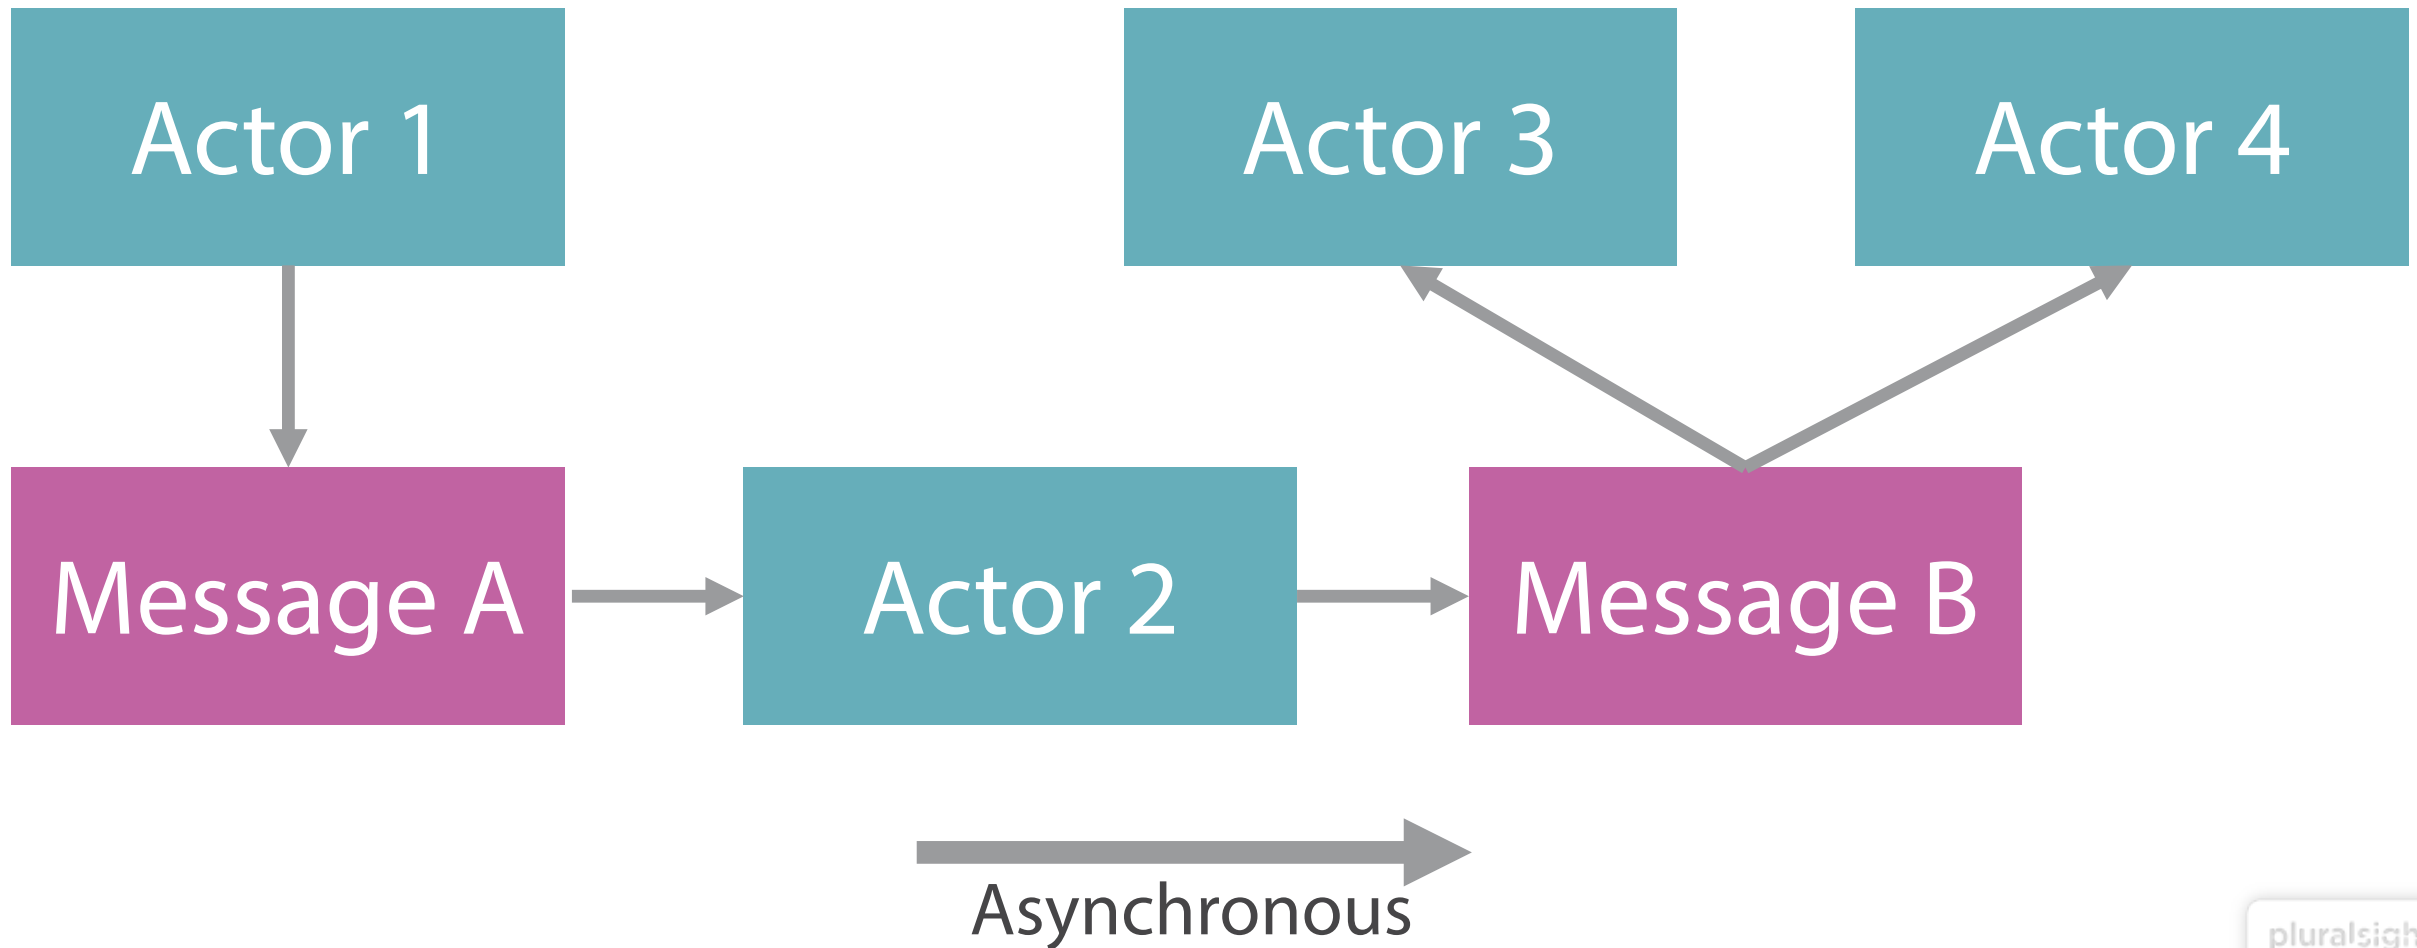 Actor 1
Actor 3
Actor 4
Message A
Actor 2
Message B
Asynchronous